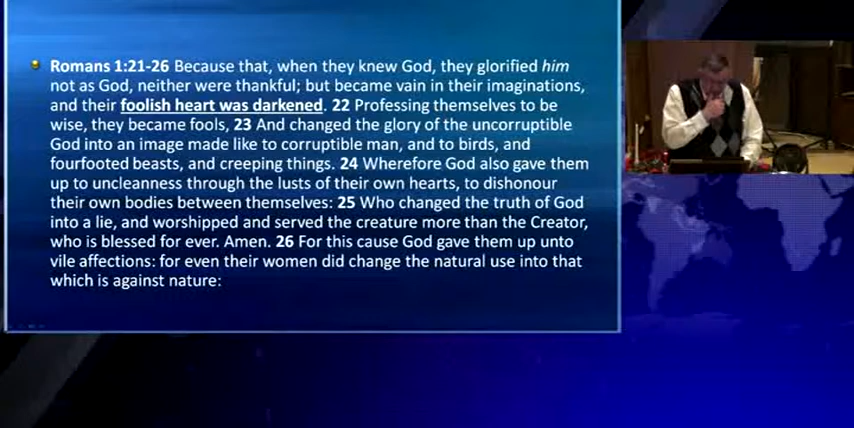 Romans 1:21-26 Because that, when they knew God, they glorified him
not as God, neither were thankful; but became vain in their imaginations,
and their foolish heart was darkened. 22 Professing themselves to be
wise, they became fools, 23 And changed the glory of the uncorruptible
God into an image made like to corruptible man, and to birds, and
fourfooted beasts, and creeping things. 24 Wherefore God also gave them
up to uncleanness through the lusts of their own hearts, to dishonour
their own bodies between themselves: 25 Who changed the truth of God
into a lie, and worshipped and served the creature more than the Creator,
who is blessed for ever. Amen. 26 For this cause God gave them up unto
vile affections: for even their women did change the natural use into that
which is against nature: